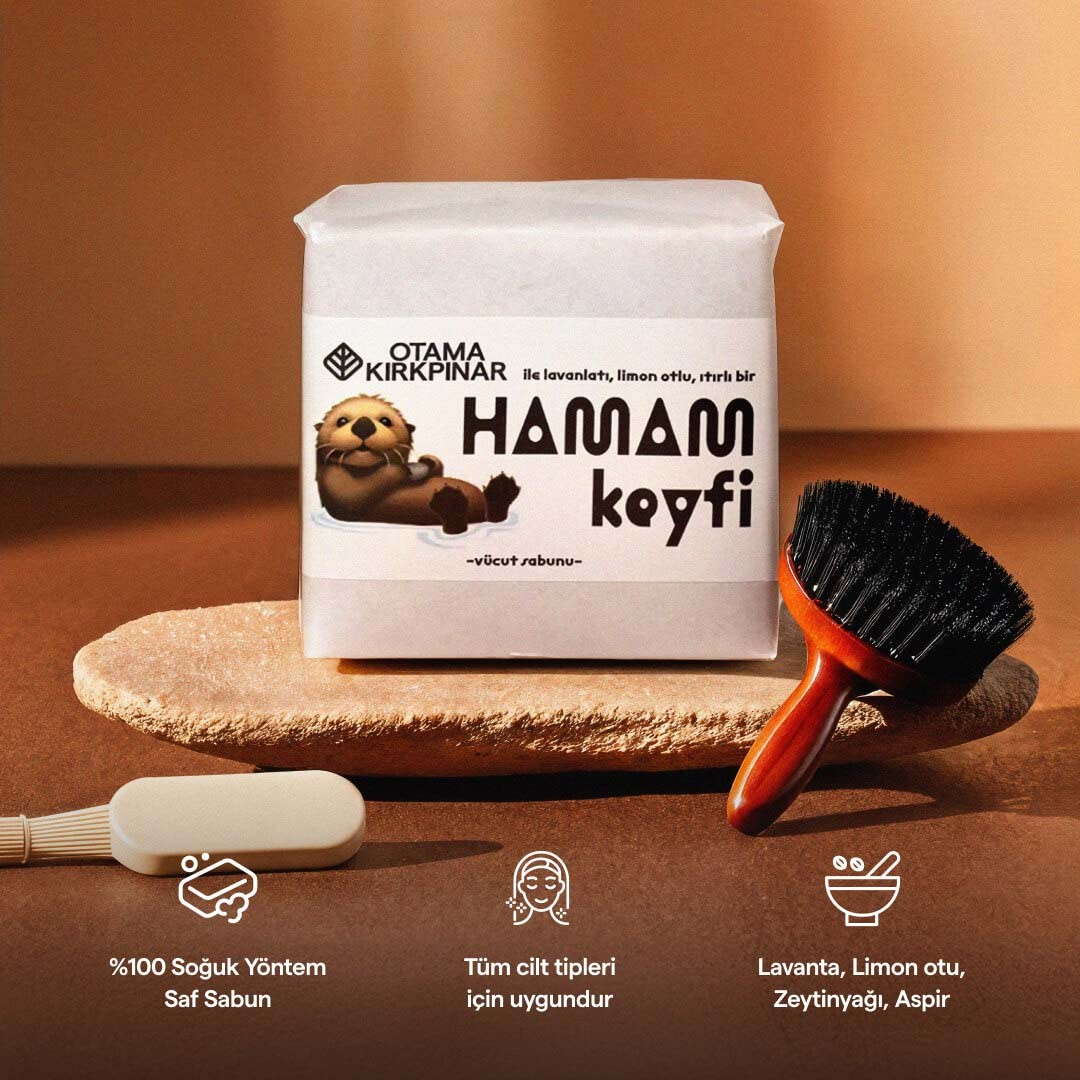 OTAMA
KIRKPINAR
ile lavanlatı, limon otlu, ıtırlı bir
HAMAM
keyfi
-vücut sabunu-
%100 Soğuk Yöntem
Saf Sabun
Tüm cilt tipleri
için uygundur
Lavanta, Limon otu,
Zeytinyağı, Aspir